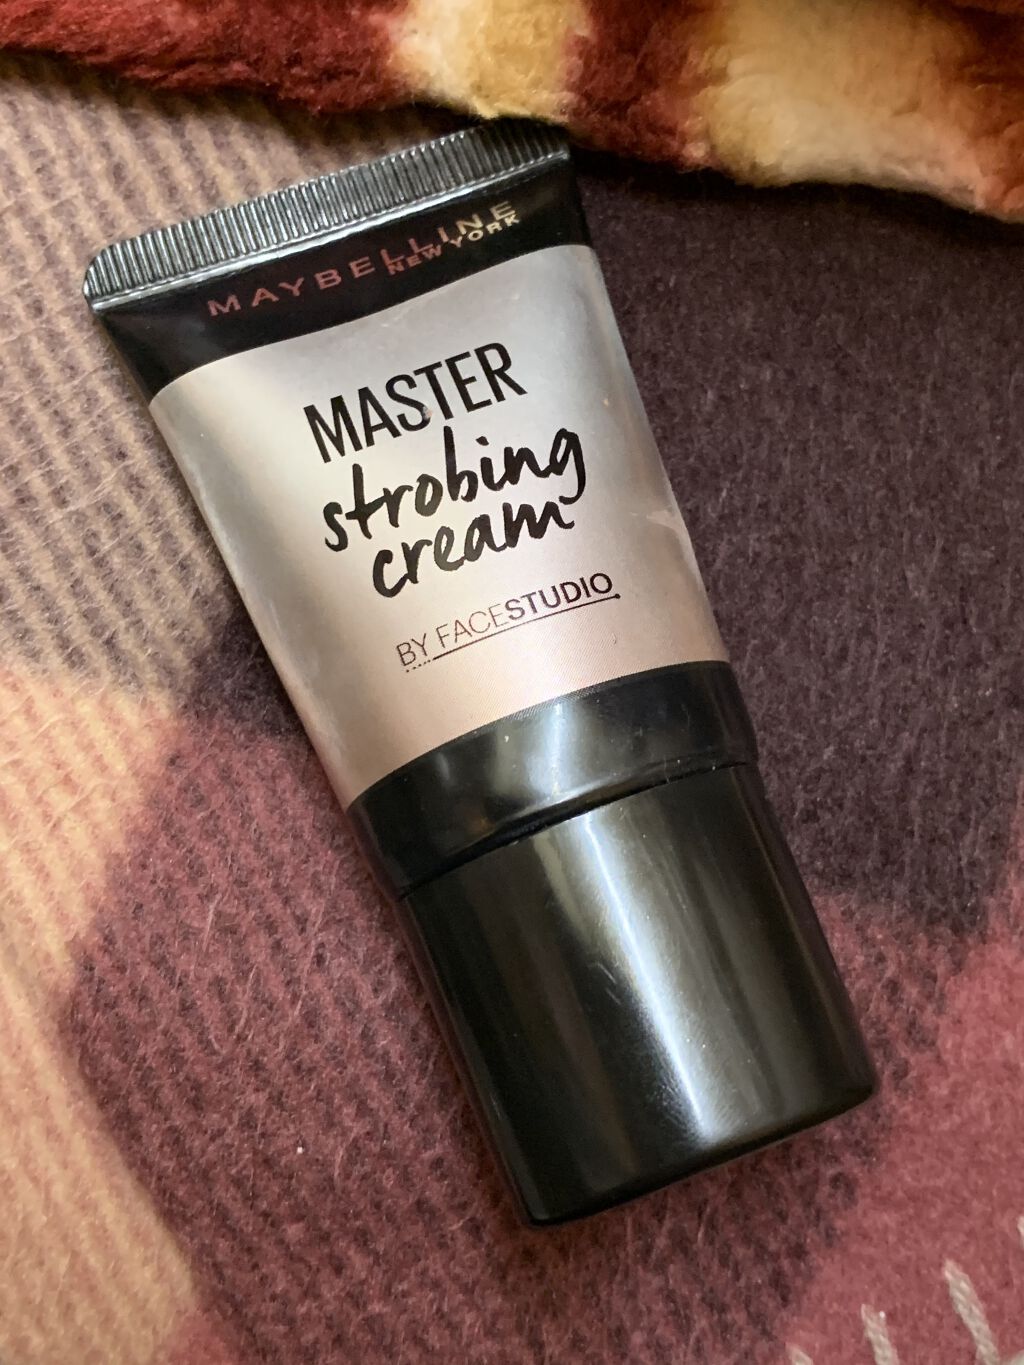 MAYBELLINE
NEW YORK
MASTER
strobing
cream
BY FACESTUDIO